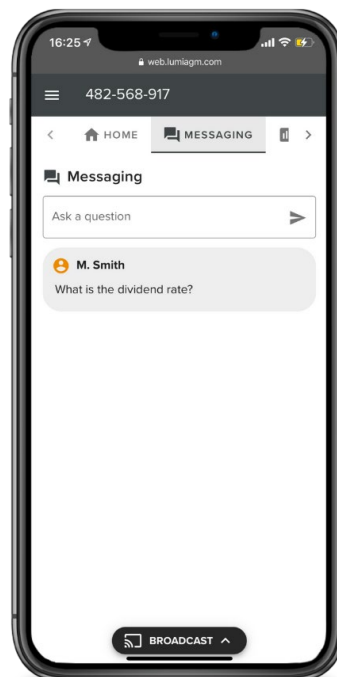 16:25
web.lumiagm.com
482-568-917
HOME MESSAGING
Messaging
Ask a question
M. Smith
What is the dividend rate?
BROADCAST